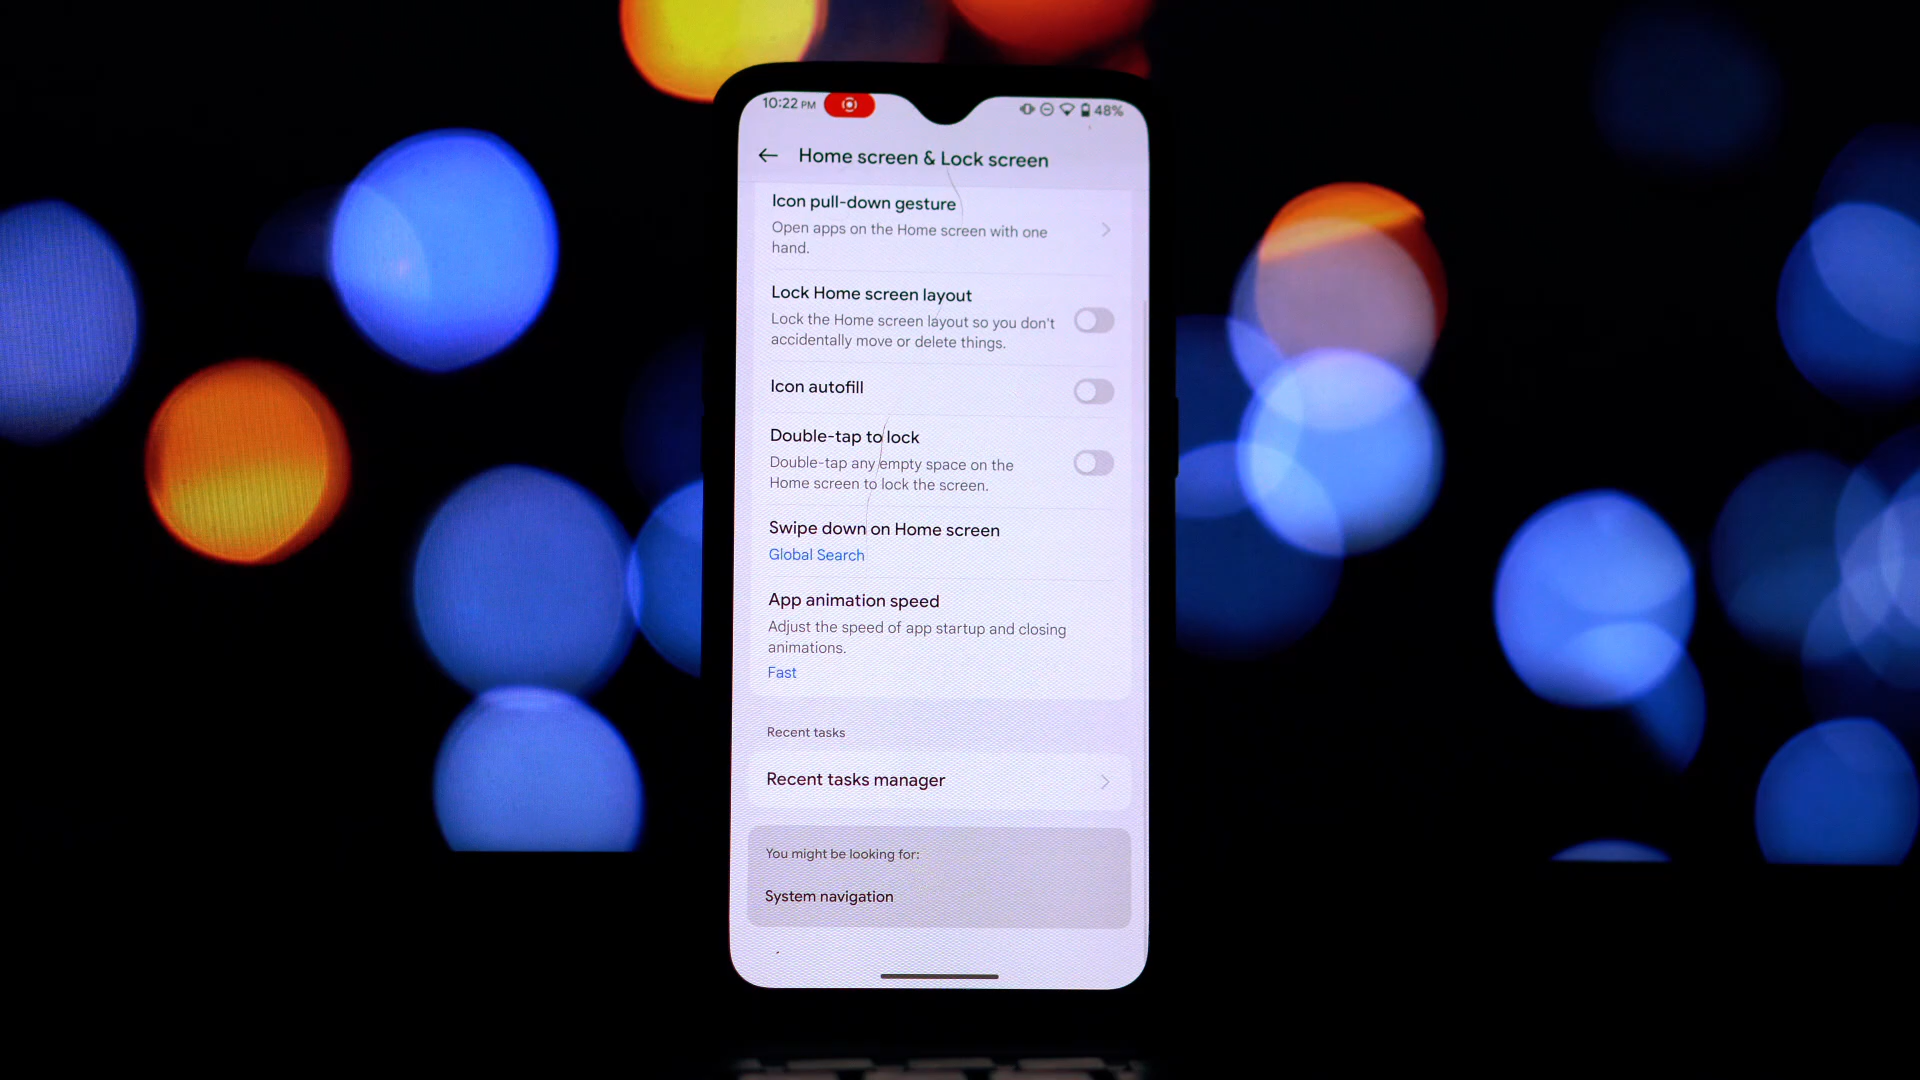 10:22 PM
48%
Home screen & Lock screen
Icon pull-down gesture
Open apps on the Home screen with one
hand.
Lock Home screen layout
Lock the Home screen layout so you don't
accidentally move or delete things.
Icon autofill
Double-tap to lock
Double-tap any empty space on the
Home screen to lock the screen.
Swipe down on Home screen
Global Search
App animation speed
Adjust the speed of app startup and closing
animations.
Fast
Recent tasks
Recent tasks manager
You might be looking for:
System navigation